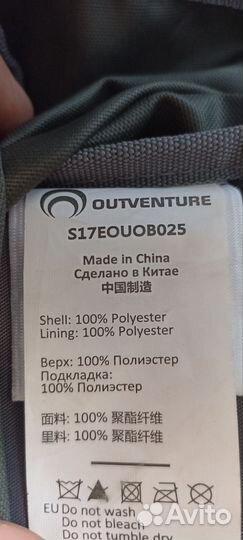 OUTVENTURE
S17EOUOB025
Made in China
Сделано в Китае
中国制造
Shell: 100% Polyester
Lining: 100% Polyester
Верх: 100% Полиэстер
Подкладка:
100% Полиэстер
面料: 100% 聚酯纤维
里料: 100% 聚酯纤维
EU Do not wash
Do not bleach
Do not tumble dry
Avito